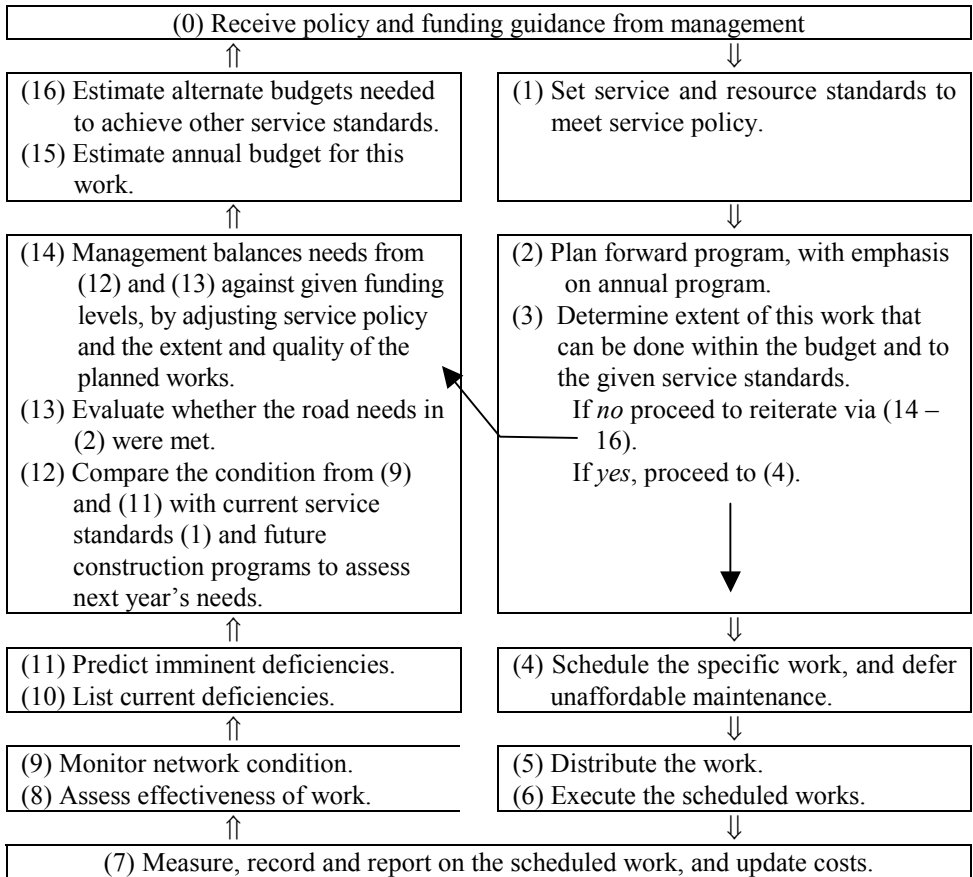 (0) Receive policy and funding guidance from management
⇑
⇓
(16) Estimate alternate budgets needed
to achieve other service standards.
(15) Estimate annual budget for this
work.
(1) Set service and resource standards to
meet service policy.
⇑
⇓
(14) Management balances needs from
(12) and (13) against given funding
levels, by adjusting service policy
and the extent and quality of the
planned works.
(13) Evaluate whether the road needs in
(2) were met.
(12) Compare the condition from (9)
and (11) with current service
standards (1) and future
construction programs to assess
next year’s needs.
(2) Plan forward program, with emphasis
on annual program.
(3) Determine extent of this work that
can be done within the budget and to
the given service standards.
If no proceed to reiterate via (14 –
16).
If yes, proceed to (4).
⇑
⇓
(11) Predict imminent deficiencies.
(10) List current deficiencies.
(4) Schedule the specific work, and defer
unaffordable maintenance.
⇑
⇓
(9) Monitor network condition.
(8) Assess effectiveness of work.
(5) Distribute the work.
(6) Execute the scheduled works.
⇑
⇓
(7) Measure, record and report on the scheduled work, and update costs.